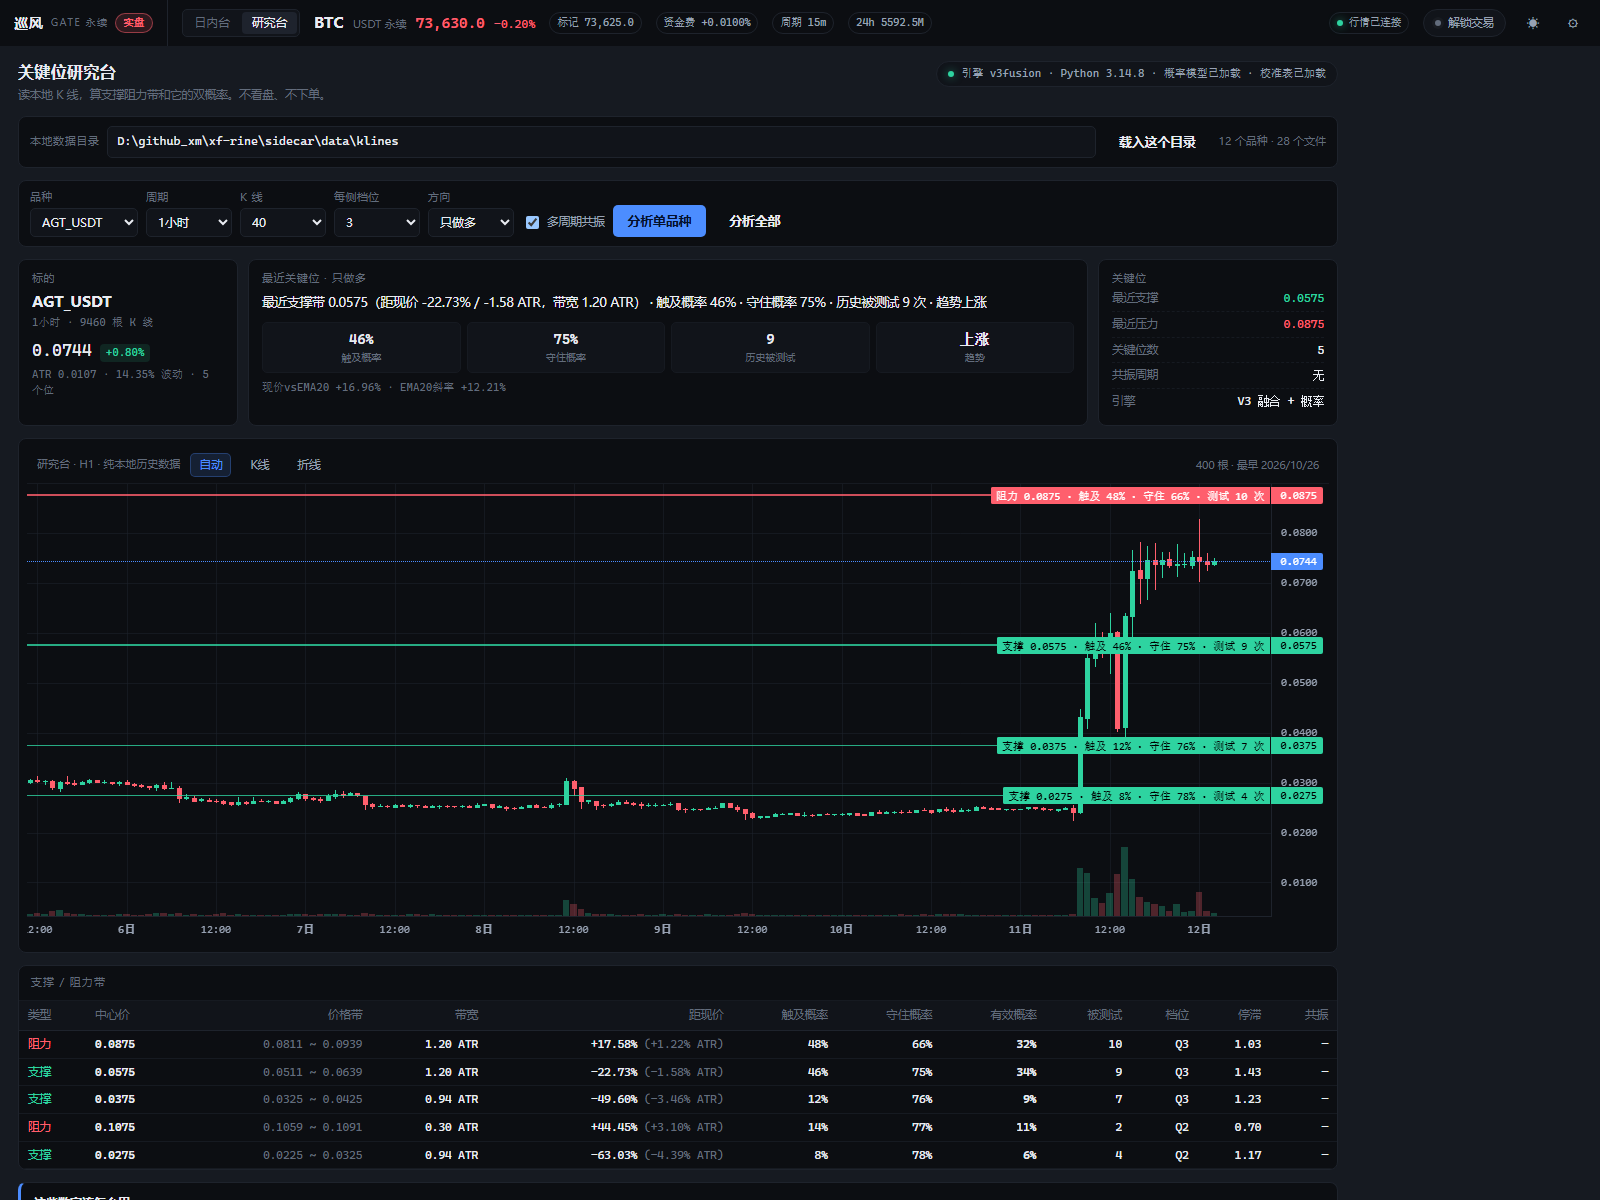 巡风 GATE 永续 实盘 日内台 研究台 BTC USDT 永续 73,630.0 −0.20% 标记 73,625.0 资金费 +0.0100% 周期 15m 24h 5592.5M 行情已连接 解锁交易
关键位研究台
引擎 v3fusion · Python 3.14.8 · 概率模型已加载 · 校准表已加载
读本地 K 线，算支撑阻力带和它的双概率。不看盘、不下单。
本地数据目录 D:\github_xm\xf-rine\sidecar\data\klines 载入这个目录 12 个品种 · 28 个文件
品种 周期 K 线 每侧档位 方向
AGT_USDT 1小时 40 3 只做多 多周期共振 分析单品种 分析全部
标的
AGT_USDT
1小时 · 9460 根 K 线
0.0744 +0.80%
ATR 0.0107 · 14.35% 波动 · 5
个位
最近关键位 · 只做多
最近支撑带 0.0575（距现价 -22.73% / -1.58 ATR，带宽 1.20 ATR） · 触及概率 46% · 守住概率 75% · 历史被测试 9 次 · 趋势上涨
46% 75% 9 上涨
触及概率 守住概率 历史被测试 趋势
现价vsEMA20 +16.96% · EMA20斜率 +12.21%
关键位
最近支撑 0.0575
最近压力 0.0875
关键位数 5
共振周期 无
引擎 V3 融合 + 概率
研究台 · H1 · 纯本地历史数据 自动 K线 折线 400 根 · 最早 2026/10/26
阻力 0.0875 · 触及 48% · 守住 66% · 测试 10 次 0.0875
0.0800
0.0744
0.0700
0.0600
支撑 0.0575 · 触及 46% · 守住 75% · 测试 9 次 0.0575
0.0500
0.0400
支撑 0.0375 · 触及 12% · 守住 76% · 测试 7 次 0.0375
0.0300
支撑 0.0275 · 触及 8% · 守住 78% · 测试 4 次 0.0275
0.0200
0.0100
2:00 6日 12:00 7日 12:00 8日 12:00 9日 12:00 10日 12:00 11日 12:00 12日
支撑 / 阻力带
类型 中心价 价格带 带宽 距现价 触及概率 守住概率 有效概率 被测试 档位 停滞 共振
阻力 0.0875 0.0811 ~ 0.0939 1.20 ATR +17.58% (+1.22% ATR) 48% 66% 32% 10 Q3 1.03 —
支撑 0.0575 0.0511 ~ 0.0639 1.20 ATR −22.73% (−1.58% ATR) 46% 75% 34% 9 Q3 1.43 —
支撑 0.0375 0.0325 ~ 0.0425 0.94 ATR −49.60% (−3.46% ATR) 12% 76% 9% 7 Q3 1.23 —
阻力 0.1075 0.1059 ~ 0.1091 0.30 ATR +44.45% (+3.10% ATR) 14% 77% 11% 2 Q2 0.70 —
支撑 0.0275 0.0225 ~ 0.0325 0.94 ATR −63.03% (−4.39% ATR) 8% 78% 6% 4 Q2 1.17 —